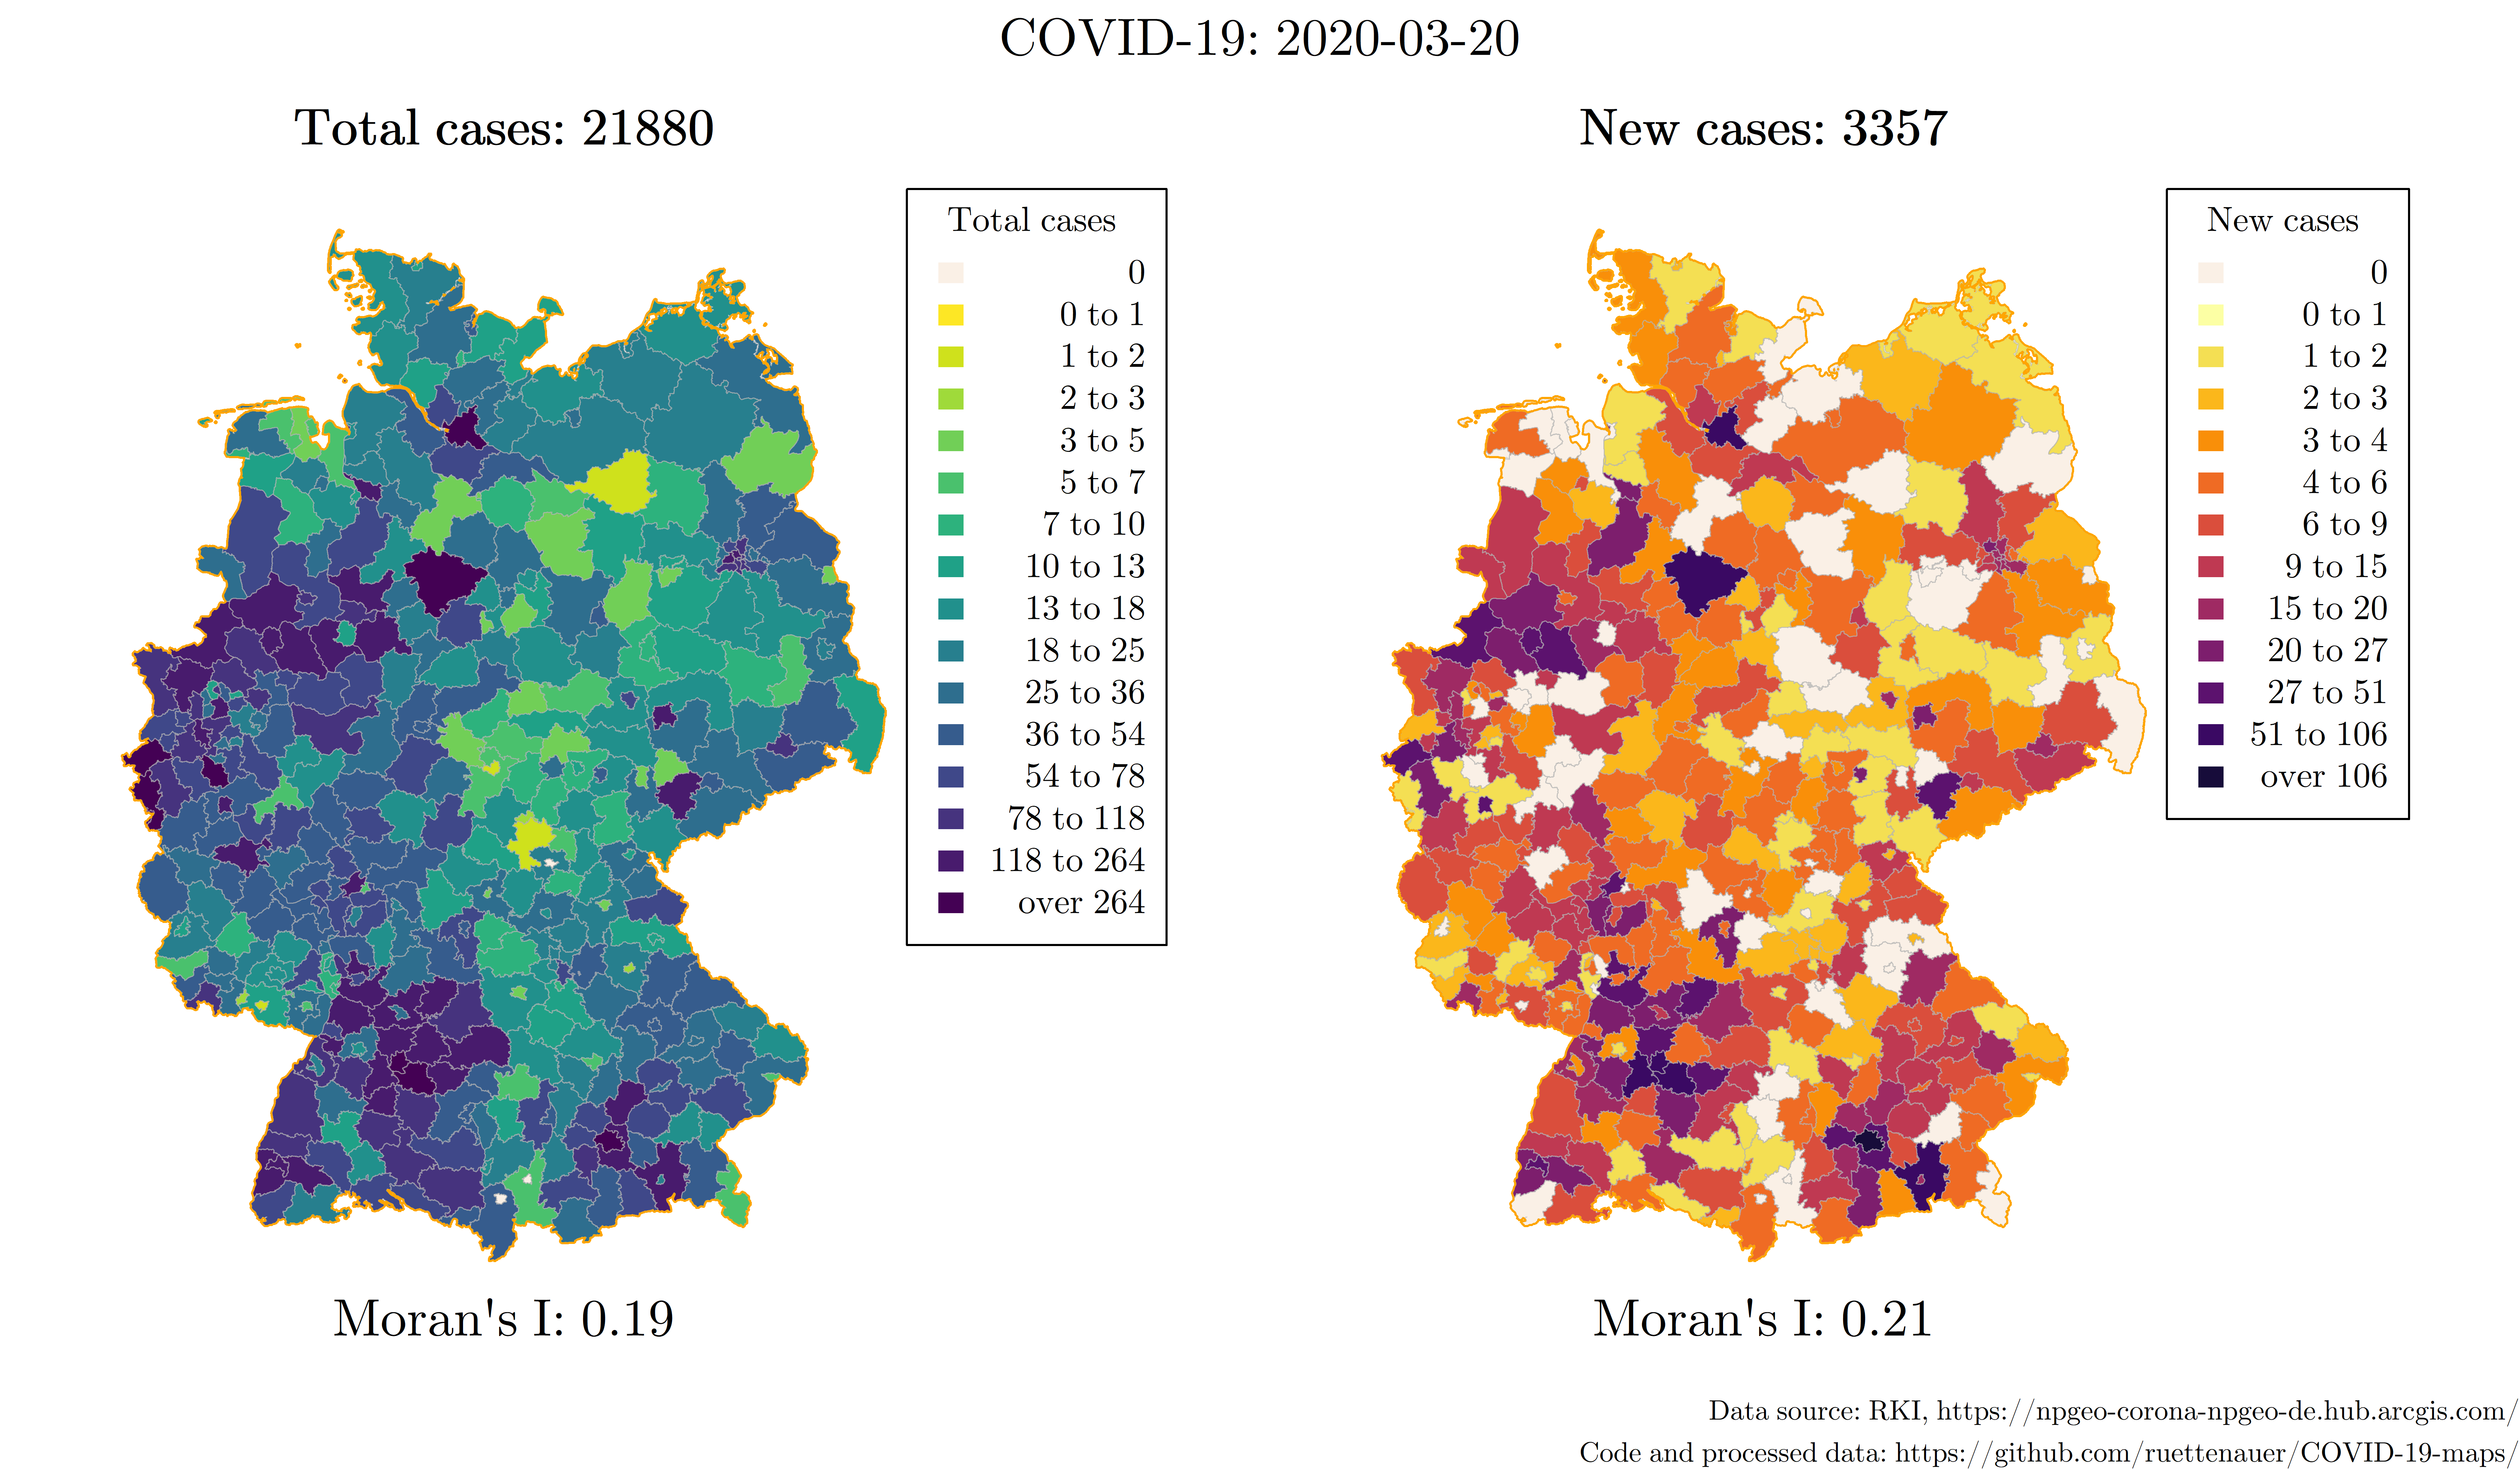 COVID-19: 2020-03-20
Total cases: 21880
Total cases
0
0 to 1
1 to 2
2 to 3
3 to 5
5 to 7
7 to 10
10 to 13
13 to 18
18 to 25
25 to 36
36 to 54
54 to 78
78 to 118
118 to 264
over 264
Moran's I: 0.19
New cases: 3357
New cases
0
0 to 1
1 to 2
2 to 3
3 to 4
4 to 6
6 to 9
9 to 15
15 to 20
20 to 27
27 to 51
51 to 106
over 106
Moran's I: 0.21
Data source: RKI, https://npgeo-corona-npgeo-de.hub.arcgis.com/
Code and processed data: https://github.com/ruettenauer/COVID-19-maps/